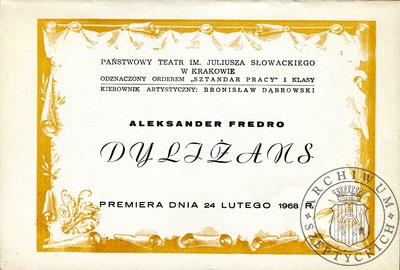 PAŃSTWOWY TEATR IM. JULIUSZA SŁOWACKIEGO
W KRAKOWIE
ODZNACZONY ORDEREM „SZTANDAR PRACY" I KLASY
KIEROWNIK ARTYSTYCZNY: BRONISŁAW DĄBROWSKI
ALEKSANDER FREDRO
DYLIŻANS
PREMIERA DNIA 24 LUTEGO 1968 R.
ARCHIWUM
SZEPTYCKICH